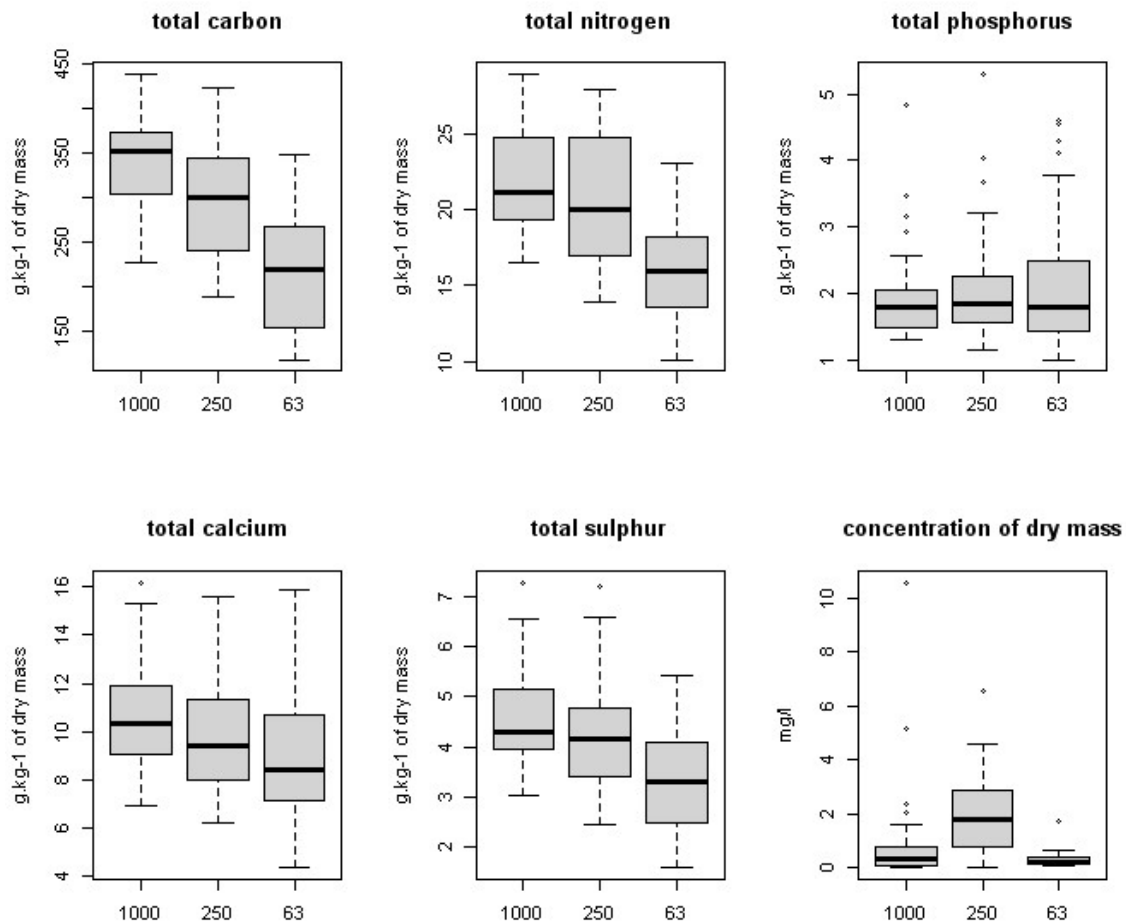 total carbon
450
350
250
150
g.kg-1 of dry mass
1000 250 63
total nitrogen
25
20
15
10
g.kg-1 of dry mass
1000 250 63
total phosphorus
5
4
3
2
1
g.kg-1 of dry mass
1000 250 63
total calcium
16
14
12
10
8
6
4
g.kg-1 of dry mass
1000 250 63
total sulphur
7
6
5
4
3
2
g.kg-1 of dry mass
1000 250 63
concentration of dry mass
10
8
6
4
2
0
mg/l
1000 250 63